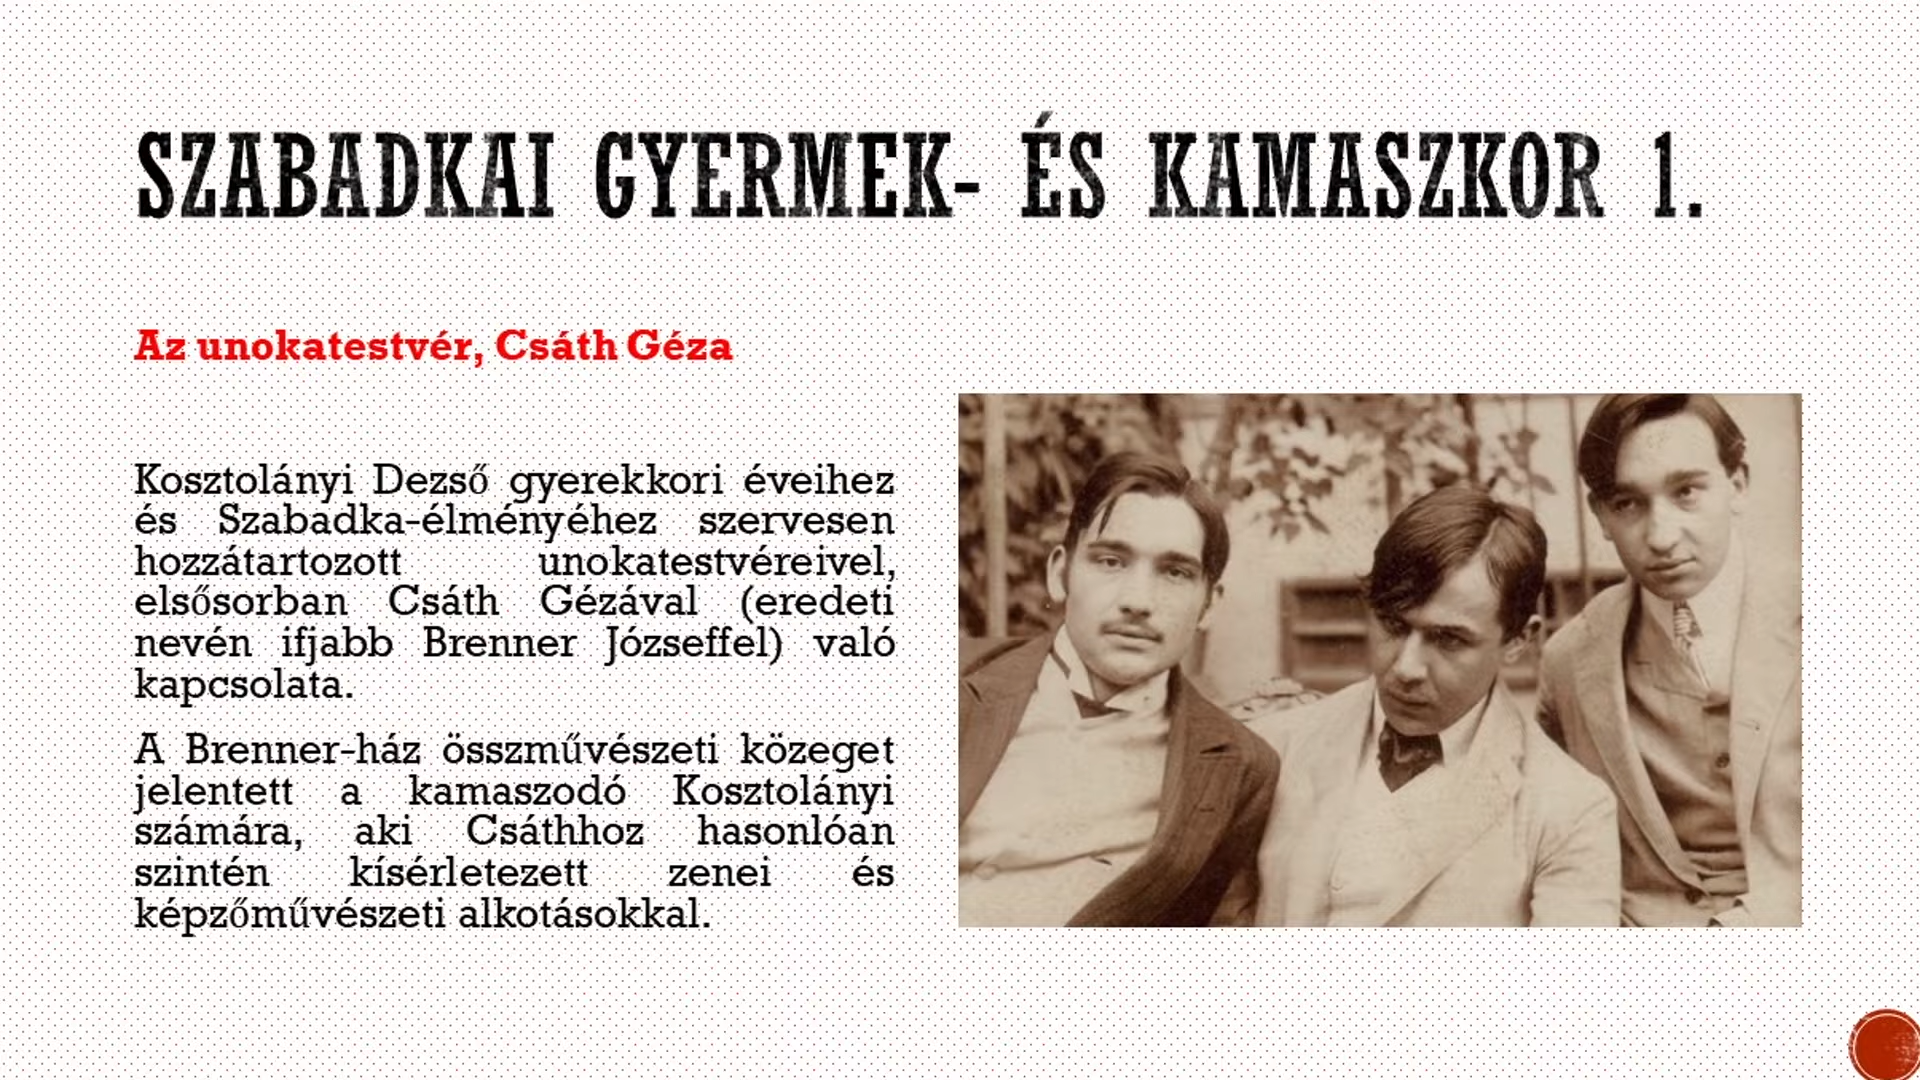 SZABADKAI GYERMEK- ÉS KAMASZKOR 1.
Az unokatestvér, Csáth Géza
Kosztolányi Dezső gyerekkori éveihez
és Szabadka-élményéhez szervesen
hozzátartozott unokatestvéreivel,
elsősorban Csáth Gézával (eredeti
nevén ifjabb Brenner Józseffel) való
kapcsolata.
A Brenner-ház összművészeti közeget
jelentett a kamaszodó Kosztolányi
számára, aki Csáthhoz hasonlóan
szintén kísérletezett zenei és
képzőművészeti alkotásokkal.